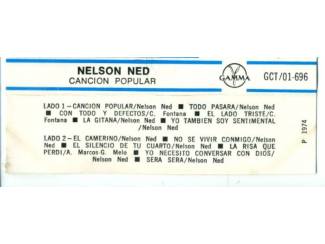 NELSON NED
CANCION POPULAR
GAMMA
GCT/01-696
LADO 1-CANCION POPULAR/Nelson Ned ■ TODO PASARA/Nelson Ned
■ CON TODO Y DEFECTOS/C. Fontana ■ EL LADO TRISTE/C.
Fontana ■ LA GITANA/Nelson Ned ■ YO TAMBIEN SOY SENTIMENTAL
/Nelson Ned
LADO 2-EL CAMERINO/Nelson Ned ■ NO SE VIVIR CONMIGO/Nelson
Ned ■ EL SILENCIO DE TU CUARTO/Nelson Ned ■ LA RISA QUE
PERDI/A. Marcos-G. Melo ■ YO NECESITO CONVERSAR CON DIOS/
Nelson Ned ■ SERA SERA/Nelson Ned
P 1974